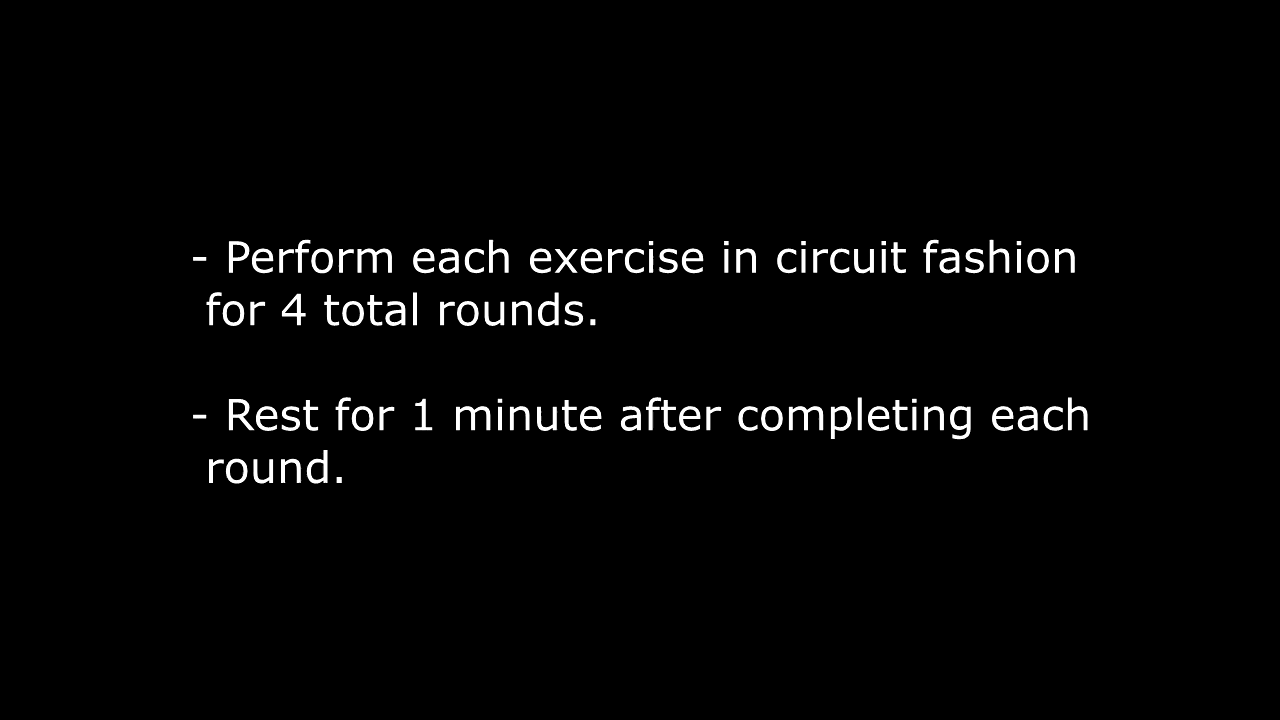 - Perform each exercise in circuit fashion
for 4 total rounds.
- Rest for 1 minute after completing each
round.